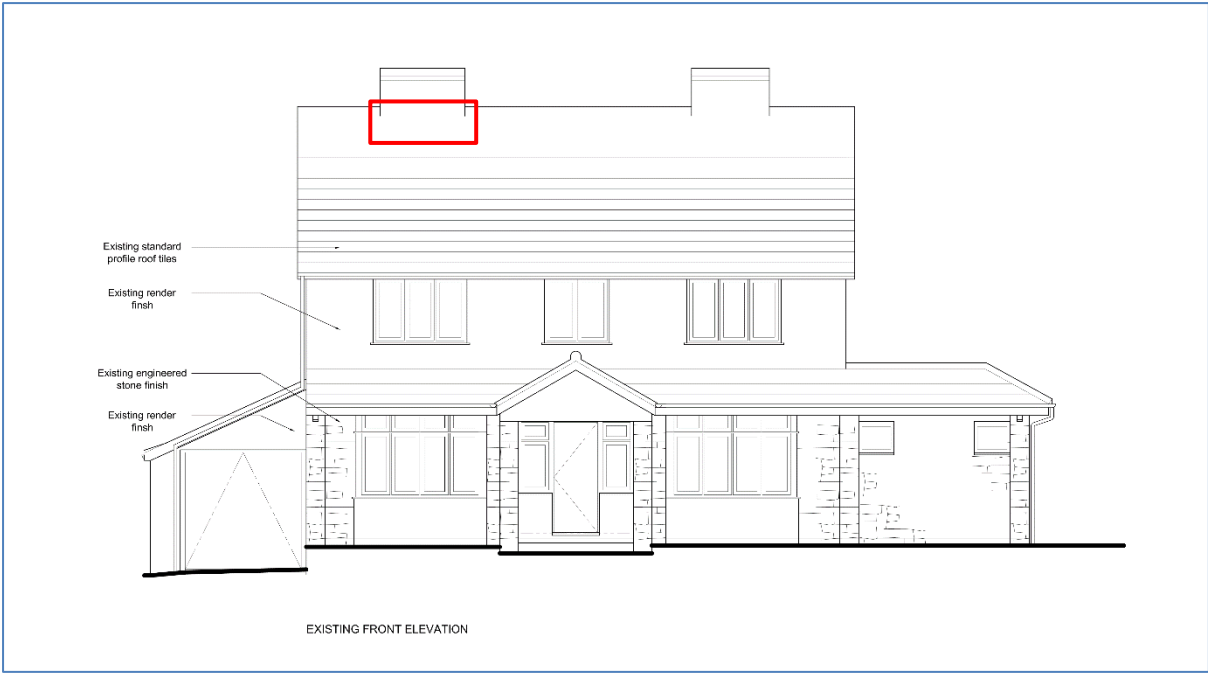 Existing standard
profile roof tiles
Existing render
finsh
Existing engineered
stone finish
Existing render
finsh
EXISTING FRONT ELEVATION